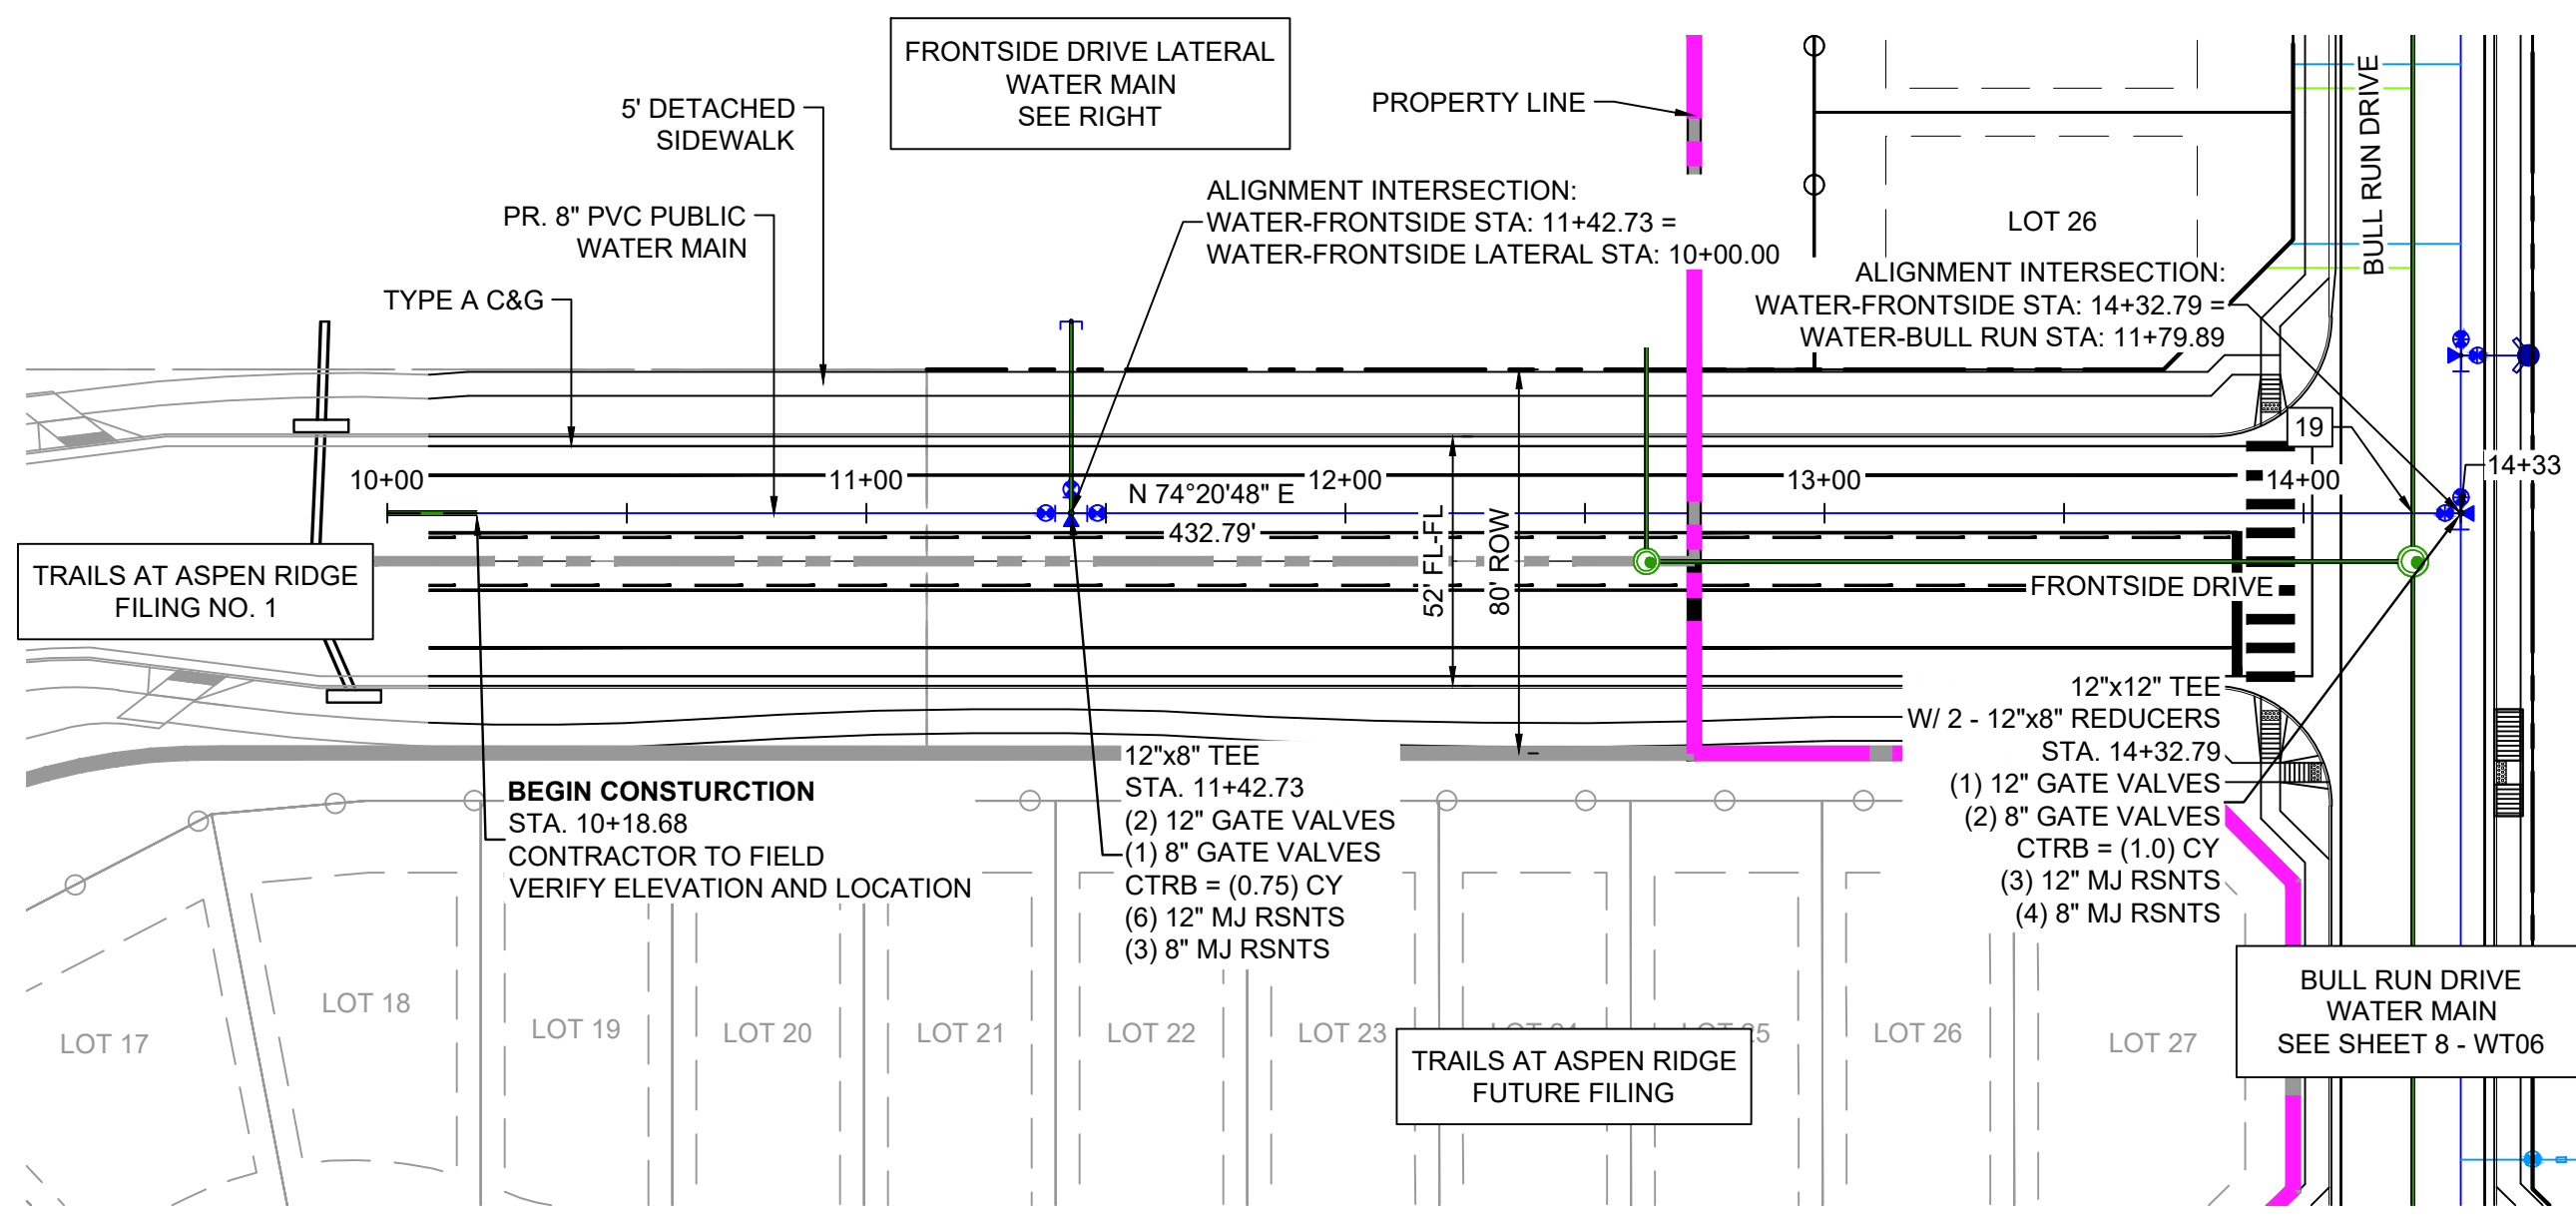 FRONTSIDE DRIVE LATERAL
WATER MAIN
SEE RIGHT
5' DETACHED
SIDEWALK
PROPERTY LINE
PR. 8" PVC PUBLIC
WATER MAIN
TYPE A C&G
ALIGNMENT INTERSECTION:
WATER-FRONTSIDE STA: 11+42.73 =
WATER-FRONTSIDE LATERAL STA: 10+00.00
LOT 26
BULL RUN DRIVE
ALIGNMENT INTERSECTION:
WATER-FRONTSIDE STA: 14+32.79 =
WATER-BULL RUN STA: 11+79.89
19
14+33
10+00
11+00
12+00
13+00
14+00
N 74°20'48" E
432.79'
52' FL-FL
80' ROW
FRONTSIDE DRIVE
TRAILS AT ASPEN RIDGE
FILING NO. 1
BEGIN CONSTURCTION
STA. 10+18.68
CONTRACTOR TO FIELD
VERIFY ELEVATION AND LOCATION
12"x8" TEE
STA. 11+42.73
(2) 12" GATE VALVES
(1) 8" GATE VALVES
CTRB = (0.75) CY
(6) 12" MJ RSNTS
(3) 8" MJ RSNTS
12"x12" TEE
W/ 2 - 12"x8" REDUCERS
STA. 14+32.79
(1) 12" GATE VALVES
(2) 8" GATE VALVES
CTRB = (1.0) CY
(3) 12" MJ RSNTS
(4) 8" MJ RSNTS
LOT 17
LOT 18
LOT 19
LOT 20
LOT 21
LOT 22
LOT 23
LOT 26
LOT 27
TRAILS AT ASPEN RIDGE
FUTURE FILING
BULL RUN DRIVE
WATER MAIN
SEE SHEET 8 - WT06